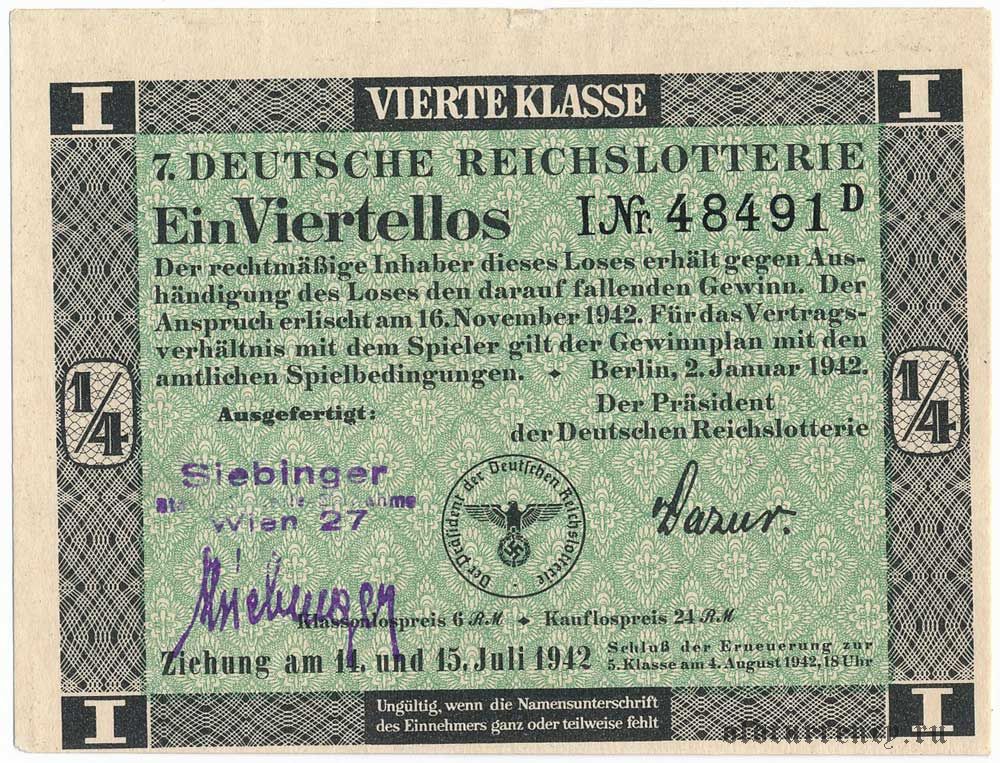 I
VIERTE KLASSE
I
7. DEUTSCHE REICHSLOTTERIE
Ein Viertellos I Nr. 48491 D
Der rechtmäßige Inhaber dieses Loses erhält gegen Aus-
händigung des Loses den darauf fallenden Gewinn. Der
Anspruch erlischt am 16. November 1942. Für das Vertrags-
verhältnis mit dem Spieler gilt der Gewinnplan mit den
amtlichen Spielbedingungen. Berlin, 2. Januar 1942.
1/4
1/4
Ausgefertigt:
Der Präsident
der Deutschen Reichslotterie
Siebinger
Wien 27
Der Präsident der Deutschen Reichslotterie
Klassenlospreis 6 RM Kauflospreis 24 RM
Ziehung am 14. und 15. Juli 1942
Schluß der Erneuerung zur
5. Klasse am 4. August 1942, 18 Uhr
I
Ungültig, wenn die Namensunterschrift
des Einnehmers ganz oder teilweise fehlt
I
oldcurrency.ru